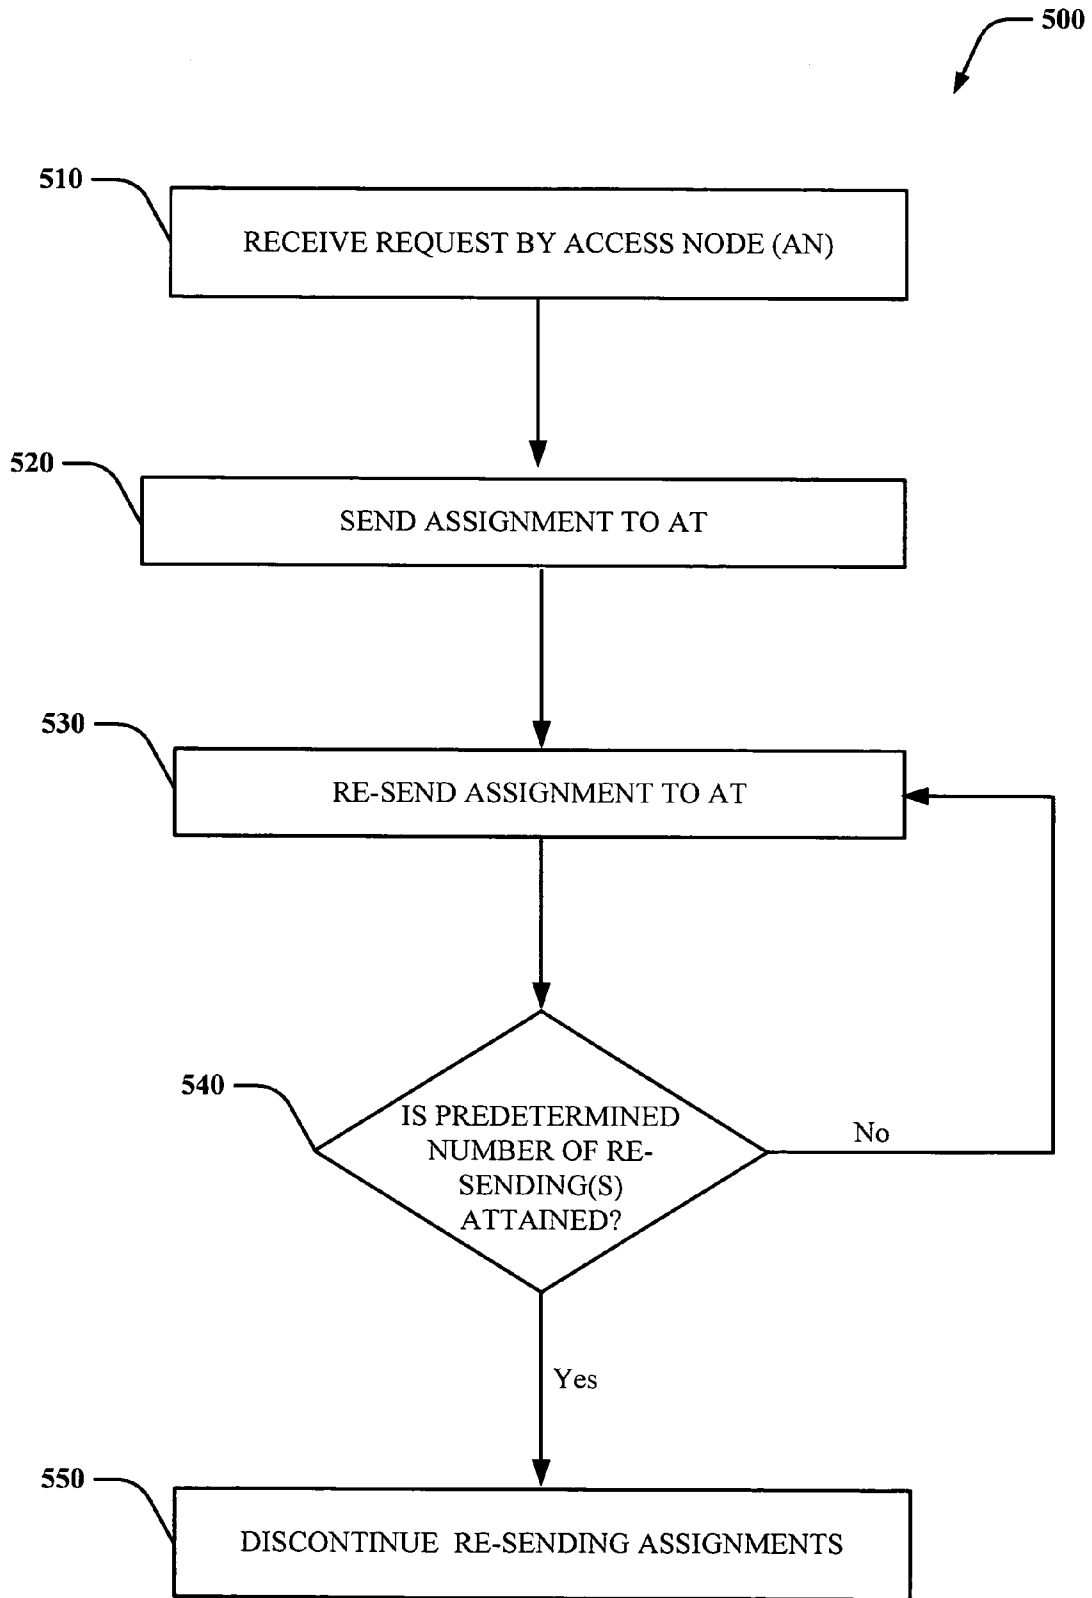 500
510
RECEIVE REQUEST BY ACCESS NODE (AN)
520
SEND ASSIGNMENT TO AT
530
RE-SEND ASSIGNMENT TO AT
540
IS PREDETERMINED
NUMBER OF RE-
SENDING(S)
ATTAINED?
No
Yes
550
DISCONTINUE RE-SENDING ASSIGNMENTS